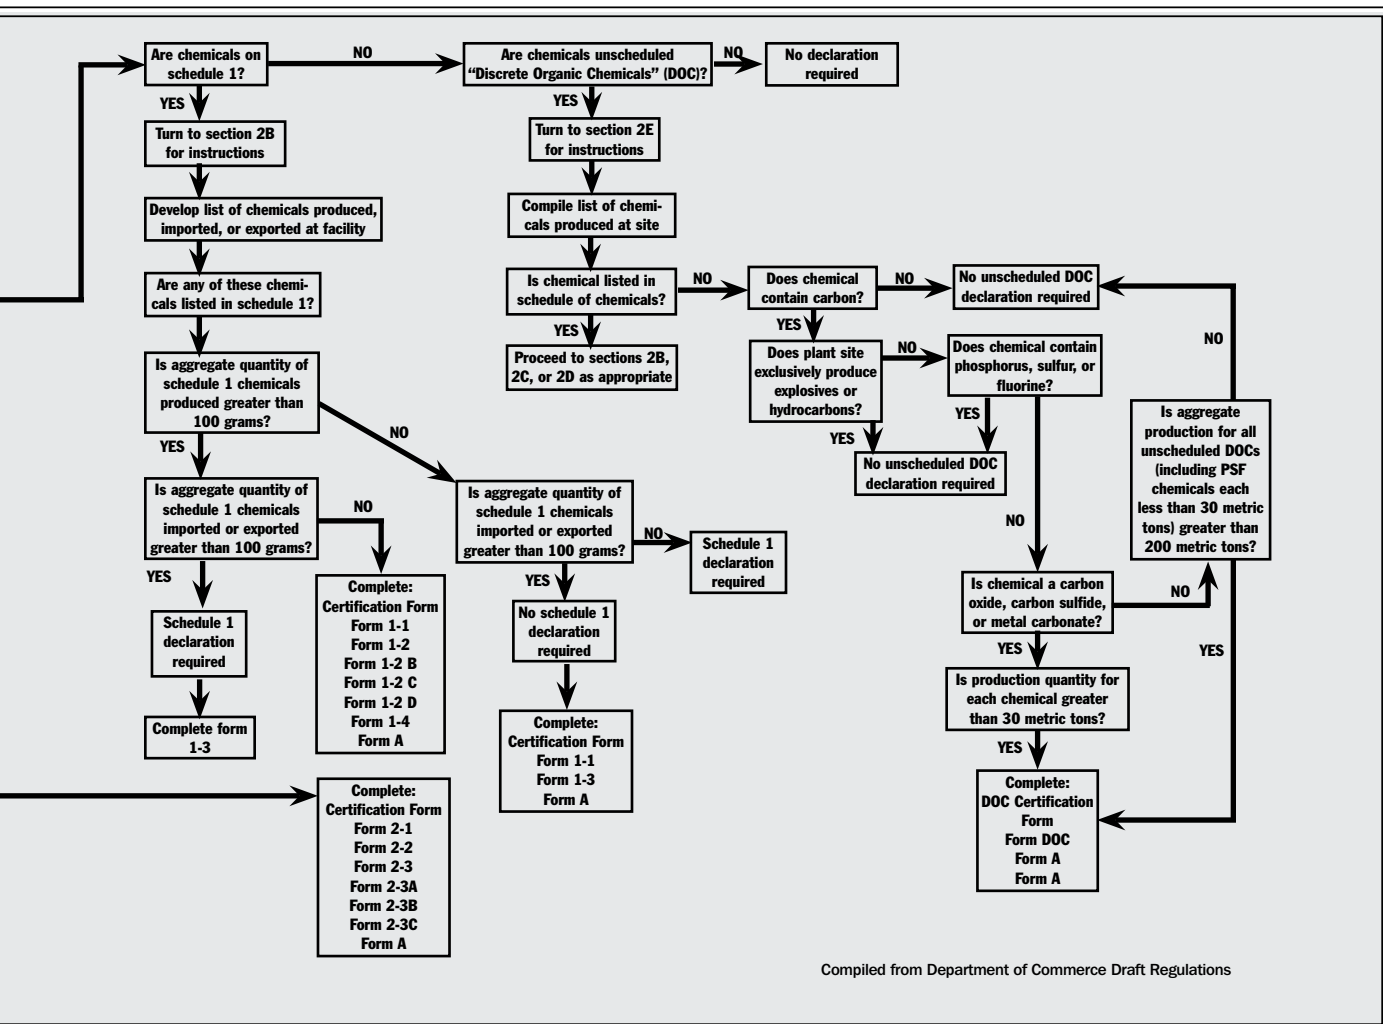 Are chemicals on
schedule 1?
NO
Are chemicals unscheduled
“Discrete Organic Chemicals” (DOC)?
NO
No declaration
required
YES
Turn to section 2B
for instructions
Develop list of chemicals produced,
imported, or exported at facility
Are any of these chemi-
cals listed in schedule 1?
Is aggregate quantity of
schedule 1 chemicals
produced greater than
100 grams?
YES
NO
Is aggregate quantity of
schedule 1 chemicals
imported or exported
greater than 100 grams?
NO
YES
Schedule 1
declaration
required
Complete form
1-3
Complete:
Certification Form
Form 1-1
Form 1-2
Form 1-2 B
Form 1-2 C
Form 1-2 D
Form 1-4
Form A
Complete:
Certification Form
Form 2-1
Form 2-2
Form 2-3
Form 2-3A
Form 2-3B
Form 2-3C
Form A
Is aggregate quantity of
schedule 1 chemicals
imported or exported
greater than 100 grams?
NO
Schedule 1
declaration
required
YES
No schedule 1
declaration
required
Complete:
Certification Form
Form 1-1
Form 1-3
Form A
YES
Turn to section 2E
for instructions
Compile list of chemi-
cals produced at site
Is chemical listed in
schedule of chemicals?
YES
Proceed to sections 2B,
2C, or 2D as appropriate
NO
Does chemical
contain carbon?
NO
No unscheduled DOC
declaration required
YES
Does plant site
exclusively produce
explosives or
hydrocarbons?
NO
Does chemical contain
phosphorus, sulfur, or
fluorine?
YES
YES
No unscheduled DOC
declaration required
NO
Is chemical a carbon
oxide, carbon sulfide,
or metal carbonate?
NO
Is aggregate
production for all
unscheduled DOCs
(including PSF
chemicals each
less than 30 metric
tons) greater than
200 metric tons?
NO
YES
YES
Is production quantity for
each chemical greater
than 30 metric tons?
YES
Complete:
DOC Certification
Form
Form DOC
Form A
Form A
Compiled from Department of Commerce Draft Regulations